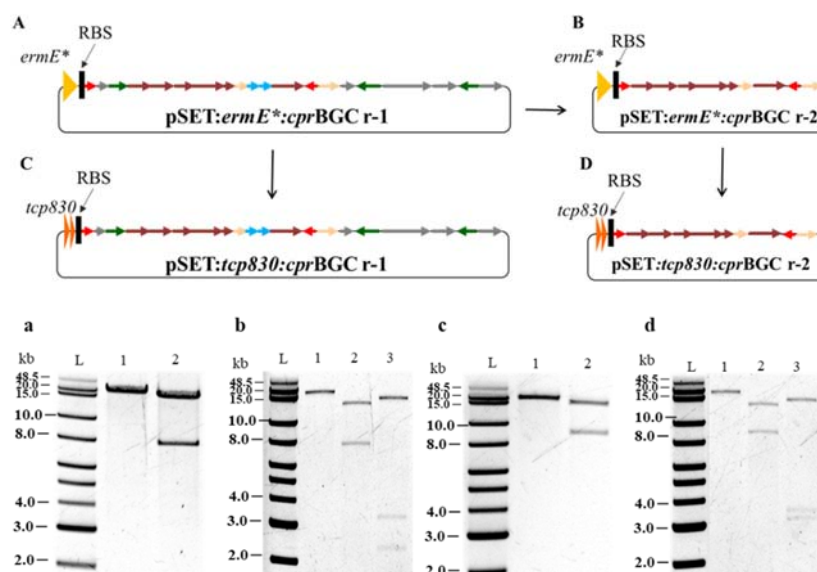 A
B
RBS
ermE*
RBS
ermE*
pSET:ermE*:cprBGC r-1
pSET:ermE*:cprBGC r-2
C
D
RBS
RBS
tcp830
tcp830
pSET:tcp830:cprBGC r-1
pSET:tcp830:cprBGC r-2
a
b
c
d
kb L 1 2
kb L 1 2 3
kb L 1 2
kb L 1 2 3
48.5
20.0
15.0
10.0
8.0
4.0
3.0
2.0
48.5
20.0
15.0
10.0
8.0
4.0
3.0
2.0
48.5
20.0
15.0
10.0
8.0
4.0
3.0
2.0
48.5
20.0
15.0
10.0
8.0
4.0
3.0
2.0